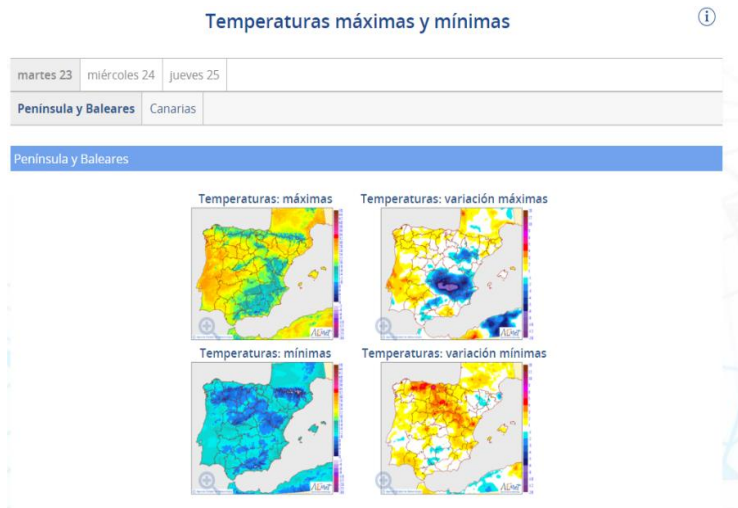 Temperaturas máximas y mínimas
martes 23 miércoles 24 jueves 25
Península y Baleares Canarias
Península y Baleares
Temperaturas: máximas Temperaturas: variación máximas
Temperaturas: mínimas Temperaturas: variación mínimas